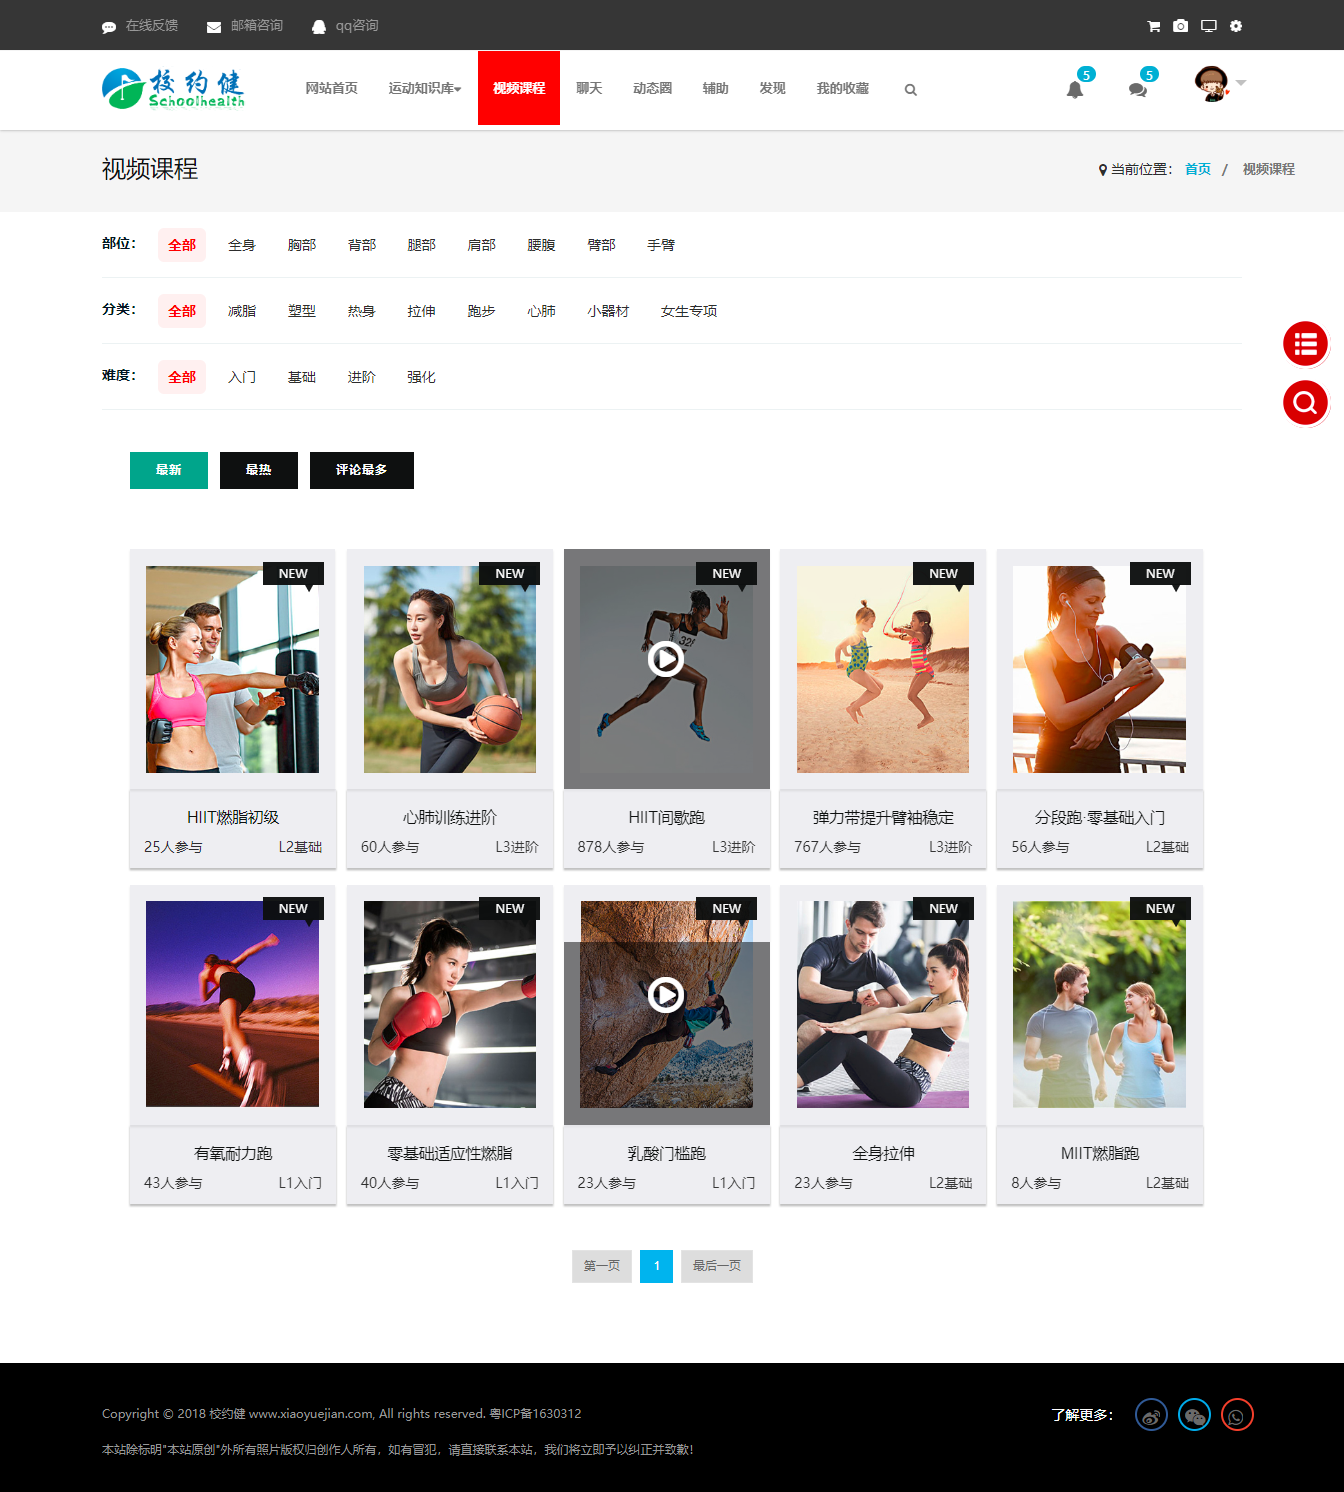 在线反馈 邮箱咨询 qq咨询
校约健
Schoolhealth
网站首页 运动知识库 视频课程 聊天 动态圈 辅助 发现 我的收藏
5 5
视频课程
当前位置： 首页 / 视频课程
部位： 全部 全身 胸部 背部 腿部 肩部 腰腹 臂部 手臂
分类： 全部 减脂 塑型 热身 拉伸 跑步 心肺 小器材 女生专项
难度： 全部 入门 基础 进阶 强化
最新 最热 评论最多
NEW NEW NEW NEW NEW
HIIT燃脂初级 心肺训练进阶 HIIT间歇跑 弹力带提升臂袖稳定 分段跑·零基础入门
25人参与 L2基础 60人参与 L3进阶 878人参与 L3进阶 767人参与 L3进阶 56人参与 L2基础
NEW NEW NEW NEW NEW
有氧耐力跑 零基础适应性燃脂 乳酸门槛跑 全身拉伸 MIIT燃脂跑
43人参与 L1入门 40人参与 L1入门 23人参与 L1入门 23人参与 L2基础 8人参与 L2基础
第一页 1 最后一页
Copyright © 2018 校约健 www.xiaoyuejian.com, All rights reserved. 粤ICP备1630312
了解更多：
本站除标明"本站原创"外所有照片版权归创作人所有，如有冒犯，请直接联系本站，我们将立即予以纠正并致歉！